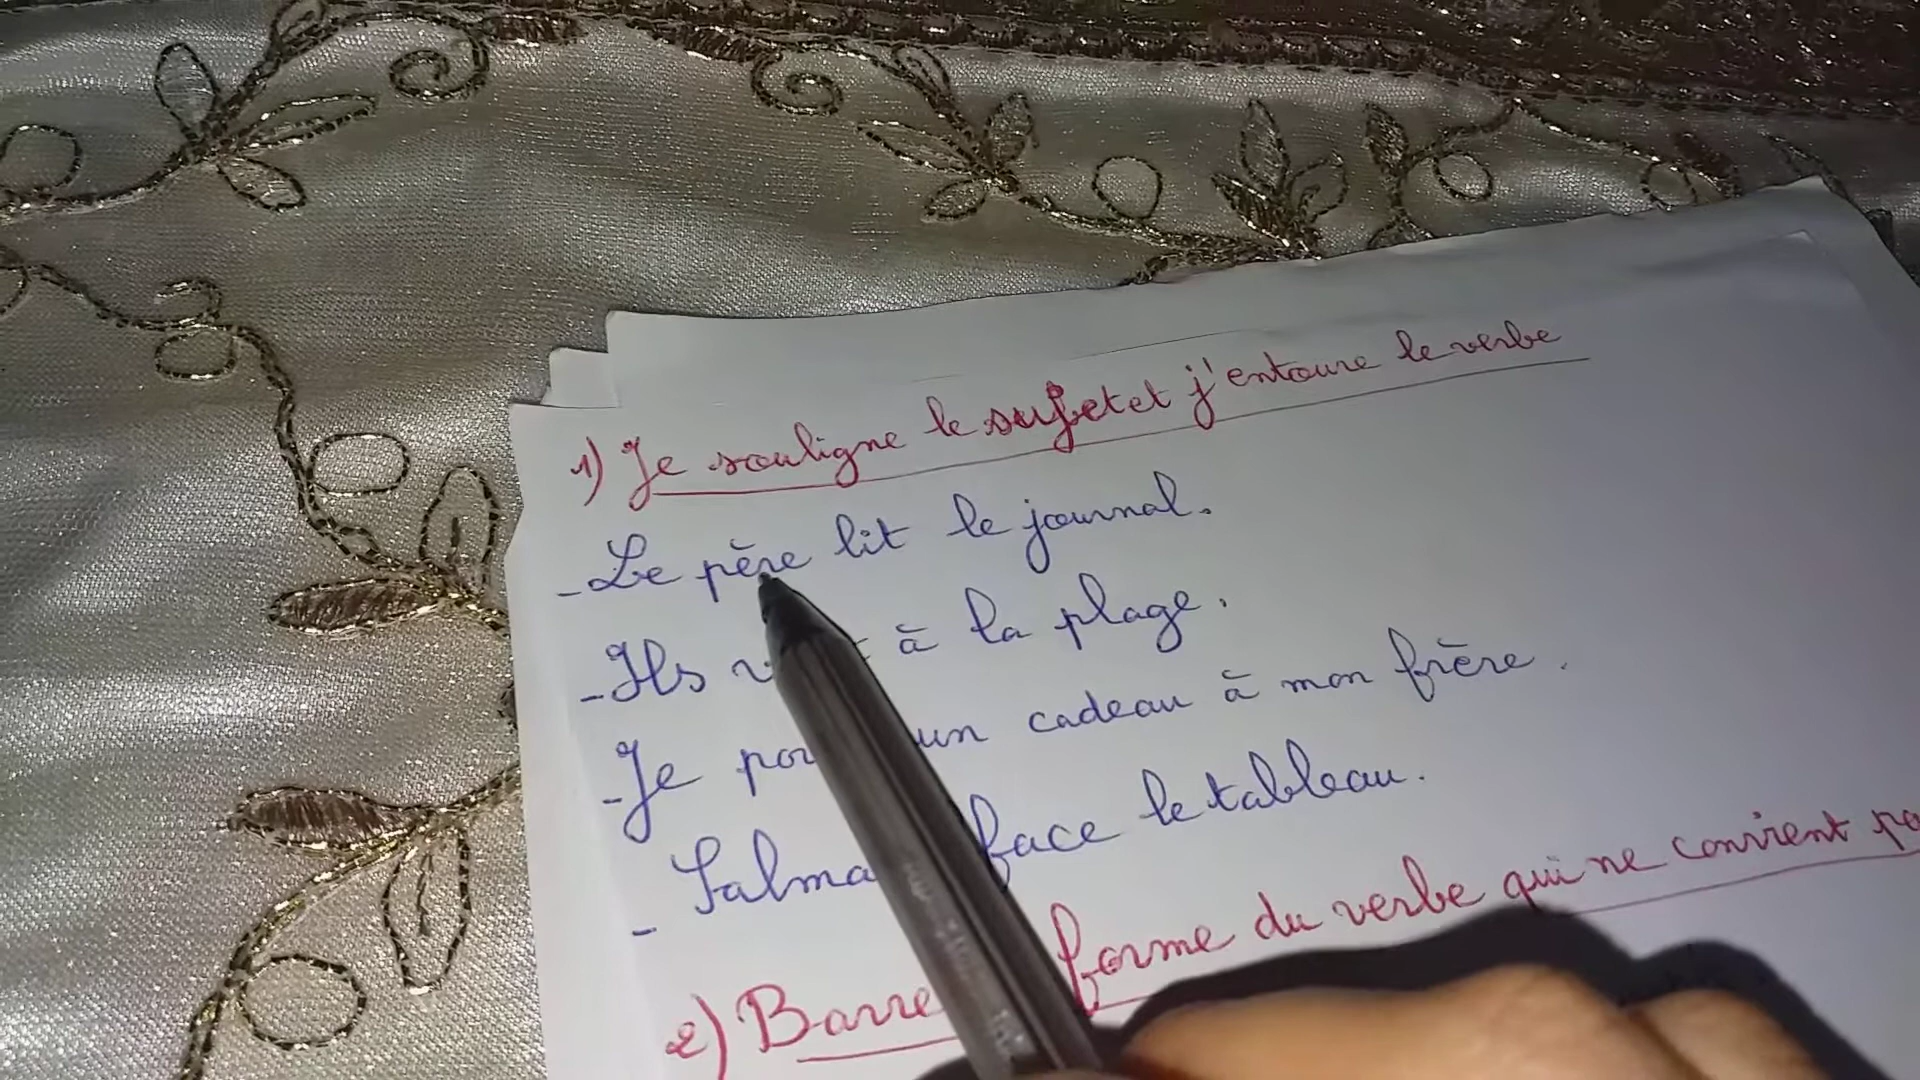 1) Je souligne le sujet et j'entoure le verbe
- Le père lit le journal.
- Ils à la plage.
- Je un cadeau à mon frère.
- Salma face le tableau.
2) Barre forme du verbe qui ne convient pa